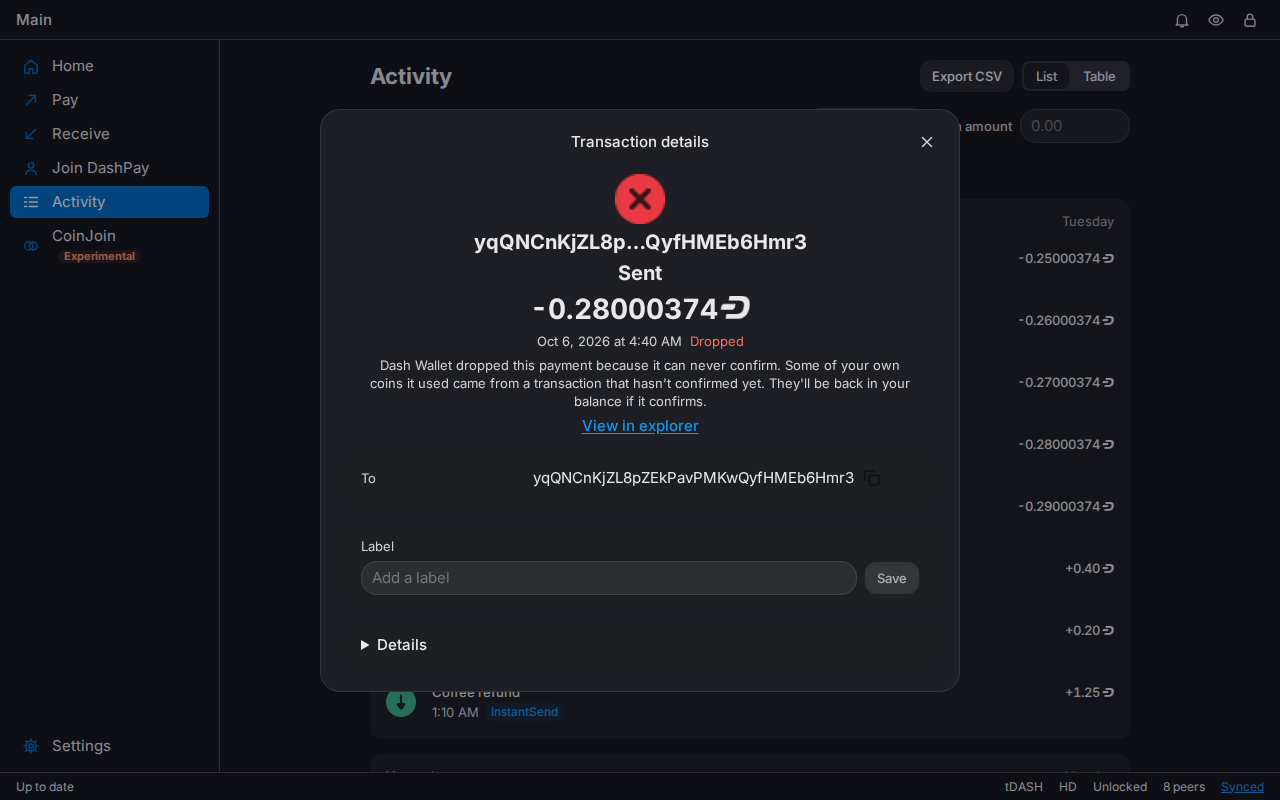 Main
Home
Pay
Receive
Join DashPay
Activity
CoinJoin
Experimental
Settings
Activity
Export CSV
List
Table
amount
0.00
Tuesday
-0.25000374
-0.26000374
-0.27000374
-0.28000374
-0.29000374
+0.40
+0.20
+1.25
Transaction details
yqQNCnKjZL8p...QyfHMEb6Hmr3
Sent
-0.28000374
Oct 6, 2026 at 4:40 AM Dropped
Dash Wallet dropped this payment because it can never confirm. Some of your own
coins it used came from a transaction that hasn't confirmed yet. They'll be back in your
balance if it confirms.
View in explorer
To
yqQNCnKjZL8pZEkPavPMKwQyfHMEb6Hmr3
Label
Add a label
Save
Details
Coffee refund
1:10 AM InstantSend
Up to date
tDASH
HD
Unlocked
8 peers
Synced